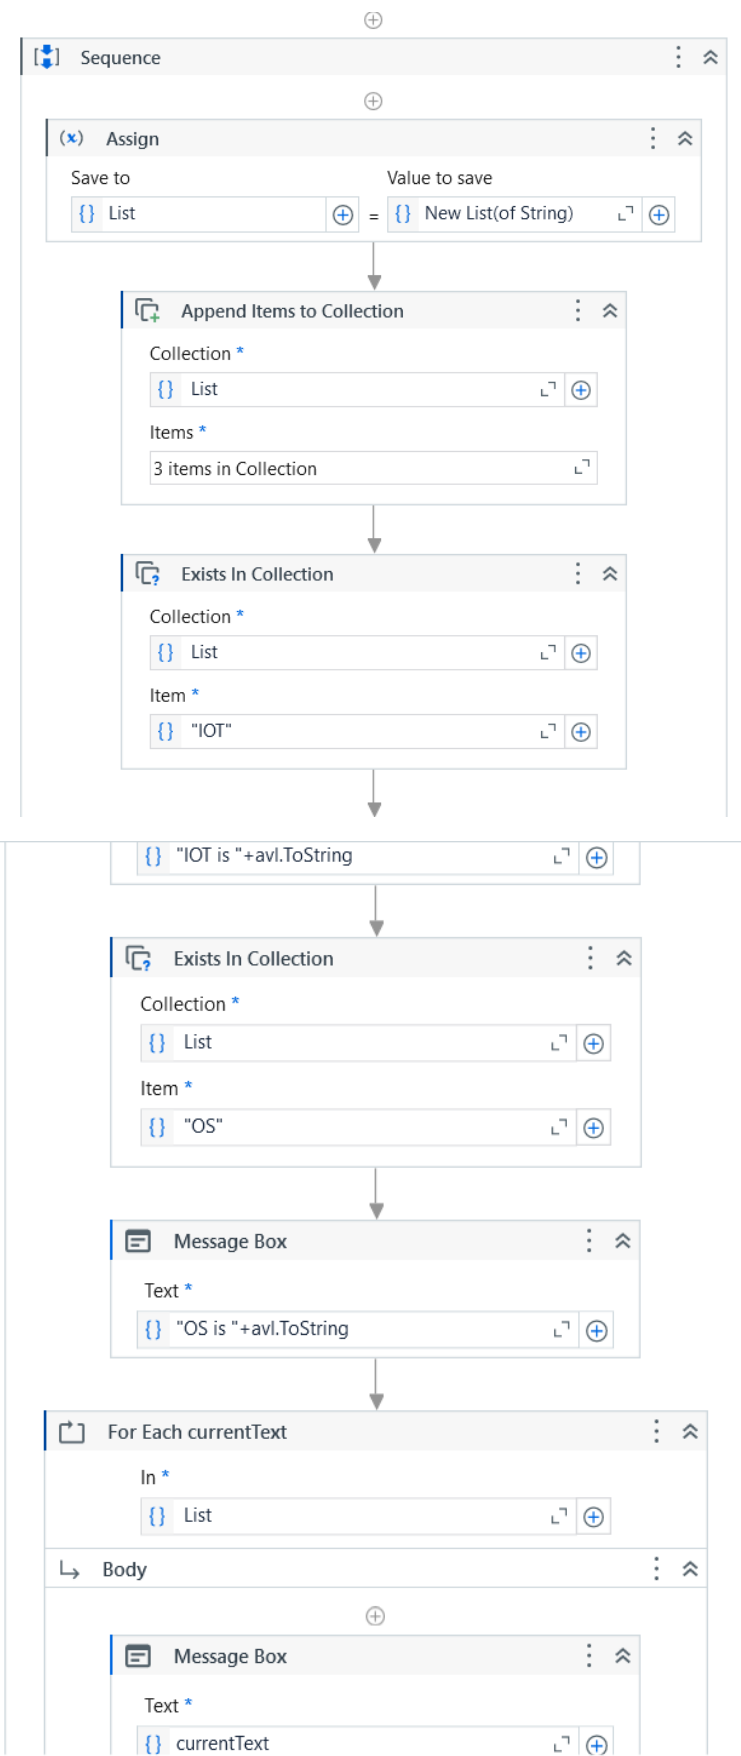 Sequence
Assign
Save to Value to save
{} List = {} New List(of String)
Append Items to Collection
Collection *
{} List
Items *
3 items in Collection
Exists In Collection
Collection *
{} List
Item *
{} "IOT"
{} "IOT is "+avl.ToString
Exists In Collection
Collection *
{} List
Item *
{} "OS"
Message Box
Text *
{} "OS is "+avl.ToString
For Each currentText
In *
{} List
Body
Message Box
Text *
{} currentText